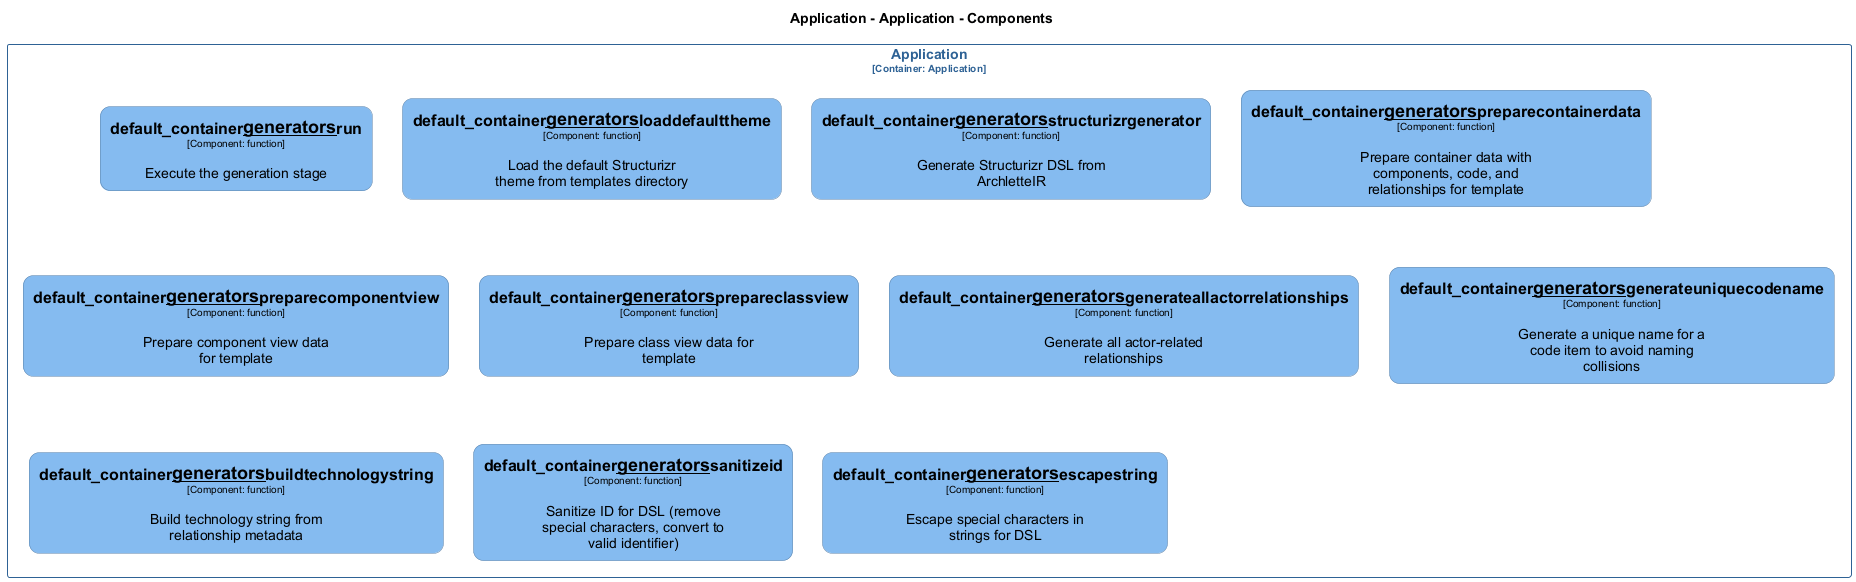 Application - Application - Components
Application
[Container: Application]
default_containergeneratorsrun
[Component: function]
Execute the generation stage
default_containergeneratorsloaddefaulttheme
[Component: function]
Load the default Structurizr
theme from templates directory
default_containergeneratorsstructurizrgenerator
[Component: function]
Generate Structurizr DSL from
ArchletteIR
default_containergeneratorspreparecontainerdata
[Component: function]
Prepare container data with
components, code, and
relationships for template
default_containergeneratorspreparecomponentview
[Component: function]
Prepare component view data
for template
default_containergeneratorsprepareclassview
[Component: function]
Prepare class view data for
template
default_containergeneratorsgenerateallactorrelationships
[Component: function]
Generate all actor-related
relationships
default_containergeneratorsgenerateuniquecodename
[Component: function]
Generate a unique name for a
code item to avoid naming
collisions
default_containergeneratorsbuildtechnologystring
[Component: function]
Build technology string from
relationship metadata
default_containergeneratorssanitizeid
[Component: function]
Sanitize ID for DSL (remove
special characters, convert to
valid identifier)
default_containergeneratorsescapestring
[Component: function]
Escape special characters in
strings for DSL